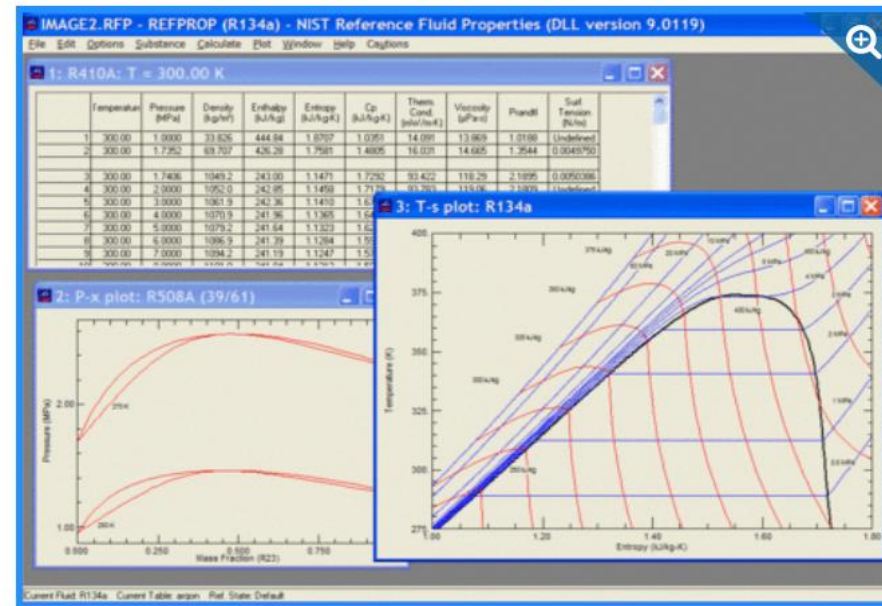 IMAGE2.RFP - REFPROP (R134a) - NIST Reference Fluid Properties (DLL version 9.0119)
File Edit Options Substance Calculate Plot Window Help Cautions
1: R410A: T = 300.00 K
Temperature Pressure (MPa) Density (kg/m³) Enthalpy (kJ/kg) Entropy (kJ/kg-K) Cp (kJ/kg-K) Therm. Cond. (mW/m-K) Viscosity (µPa-s) Prandtl Surf. Tension (N/m)
1 300.00 1.0000 33.826 444.84 1.8707 1.0351 14.091 13.869 1.0188 Undefined
2 300.00 1.7352 69.707 426.28 1.7581 1.4805 16.031 14.665 1.3544 0.0049750
3 300.00 1.7406 1049.2 243.00 1.1471 1.7292 93.422 118.29 2.1895 0.0050386
4 300.00 2.0000 1052.0 242.85 1.1458 1.7179
5 300.00 3.0000 1061.9 242.36 1.1410
6 300.00 4.0000 1070.9 241.96 1.1365
7 300.00 5.0000 1079.2 241.64 1.1323
8 300.00 6.0000 1086.9 241.39 1.1284
9 300.00 7.0000 1094.2 241.19 1.1247
3: T-s plot: R134a
400.
375.
350.
325.
300.
275.
Temperature (K)
1.00 1.20 1.40 1.60 1.80
Entropy (kJ/kg-K)
2: P-x plot: R508A (39/61)
2.00
1.00
Pressure (MPa)
0.000 0.250 0.500 0.750
Mass Fraction (R23)
Current Fluid: R134a Current Table: argon Ref. State: Default